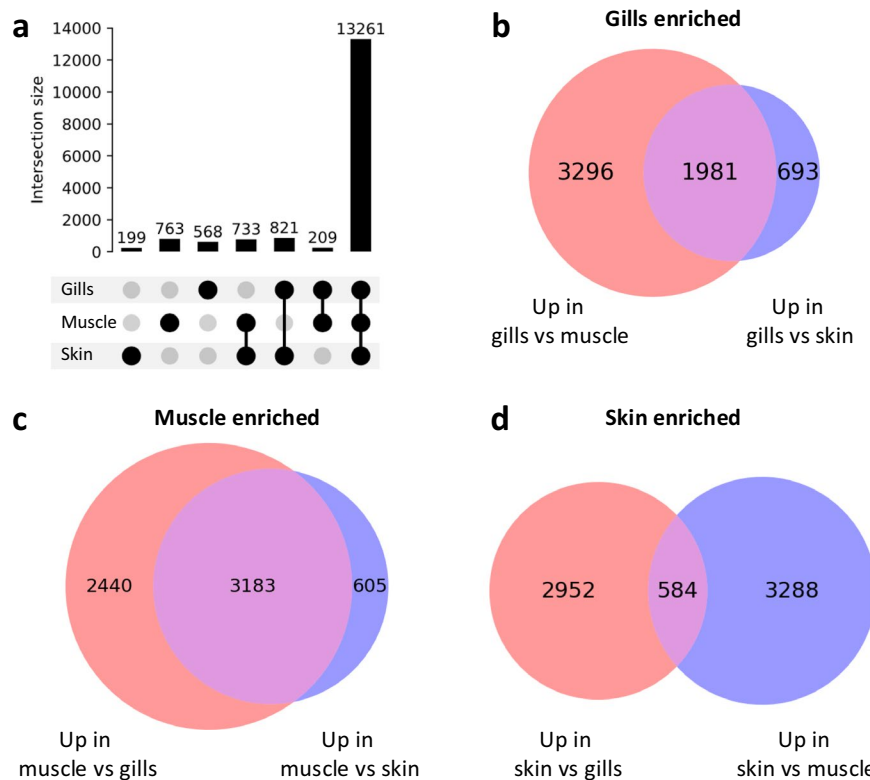 a
14000
12000
10000
8000
6000
4000
2000
0
Intersection size
13261
199
763
568
733
821
209
Gills
Muscle
Skin
b
Gills enriched
3296
1981
693
Up in
gills vs muscle
Up in
gills vs skin
c
Muscle enriched
2440
3183
605
Up in
muscle vs gills
Up in
muscle vs skin
d
Skin enriched
2952
584
3288
Up in
skin vs gills
Up in
skin vs muscle